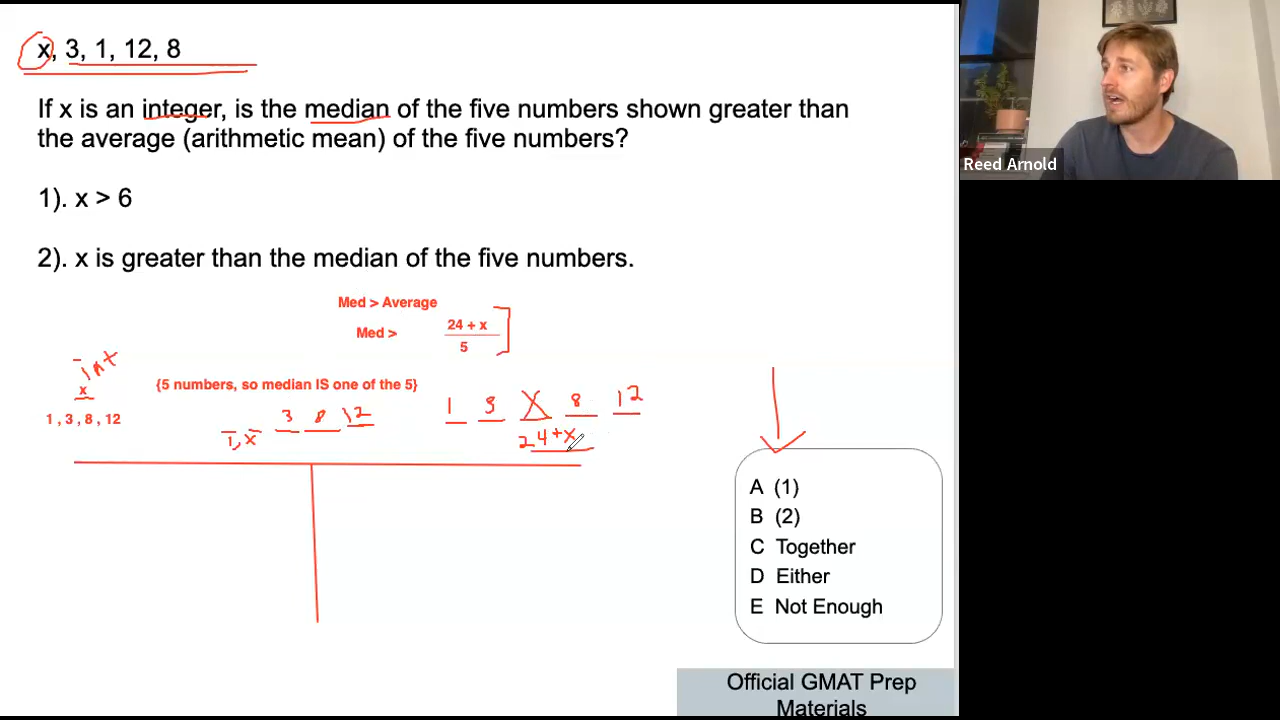 x, 3, 1, 12, 8
If x is an integer, is the median of the five numbers shown greater than
the average (arithmetic mean) of the five numbers?
Reed Arnold
1). x > 6
2). x is greater than the median of the five numbers.
Med > Average
Med > 24 + x
5
int
x
1 , 3 , 8 , 12
{5 numbers, so median IS one of the 5}
1, x 3 8 12
1 3 X 8 12
24+x
A (1)
B (2)
C Together
D Either
E Not Enough
Official GMAT Prep
Materials